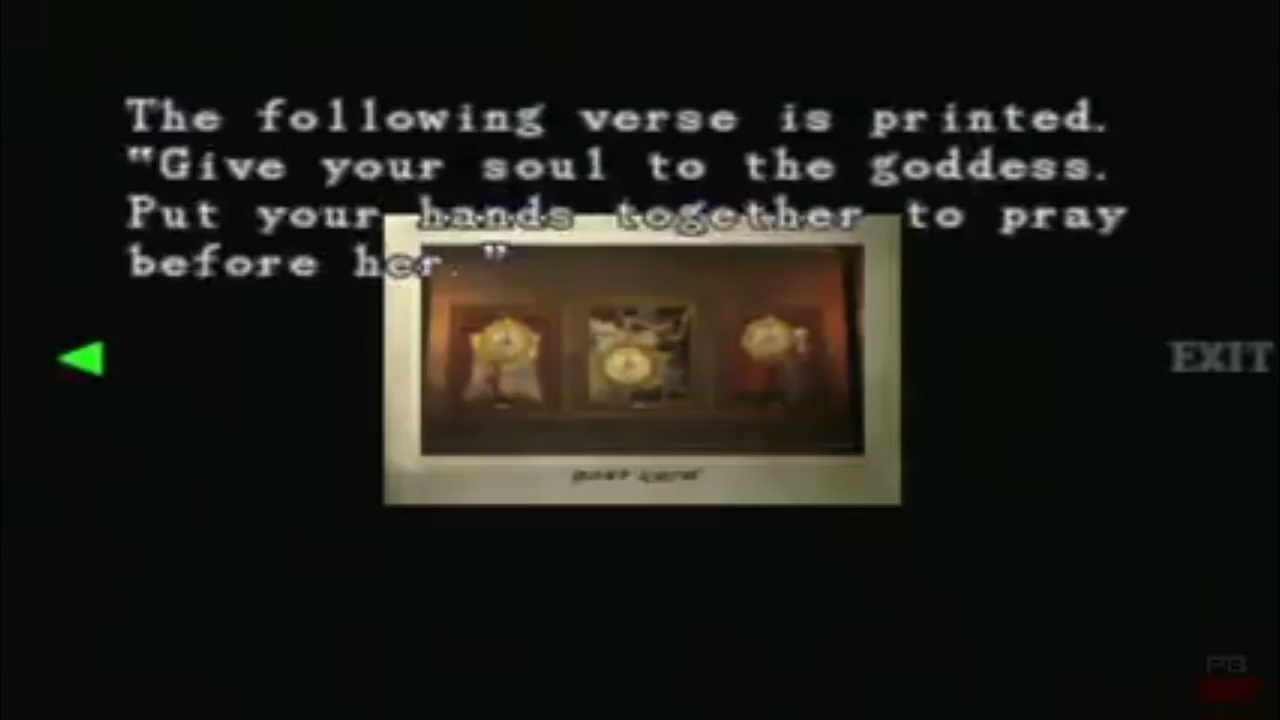 The following verse is printed.
"Give your soul to the goddess.
Put your hands together to pray
before her."
EXIT
PB